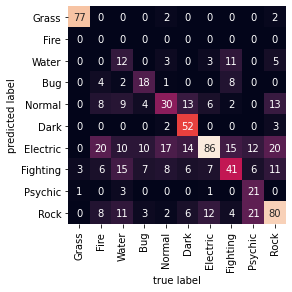 Grass 77 0 0 0 2 0 0 0 0 2
Fire 0 0 0 0 0 0 0 0 0 0
Water 0 0 12 0 3 0 3 11 0 5
Bug 0 4 2 18 1 0 0 8 0 0
Normal 0 8 9 4 30 13 6 2 0 13
Dark 0 0 0 0 2 52 0 0 0 3
Electric 0 20 10 10 17 14 86 15 12 20
Fighting 3 6 15 7 8 6 7 41 6 11
Psychic 1 0 3 0 0 1 0 0 21 0
Rock 0 8 11 3 2 6 12 4 21 80
predicted label
Grass Fire Water Bug Normal Dark Electric Fighting Psychic Rock
true label